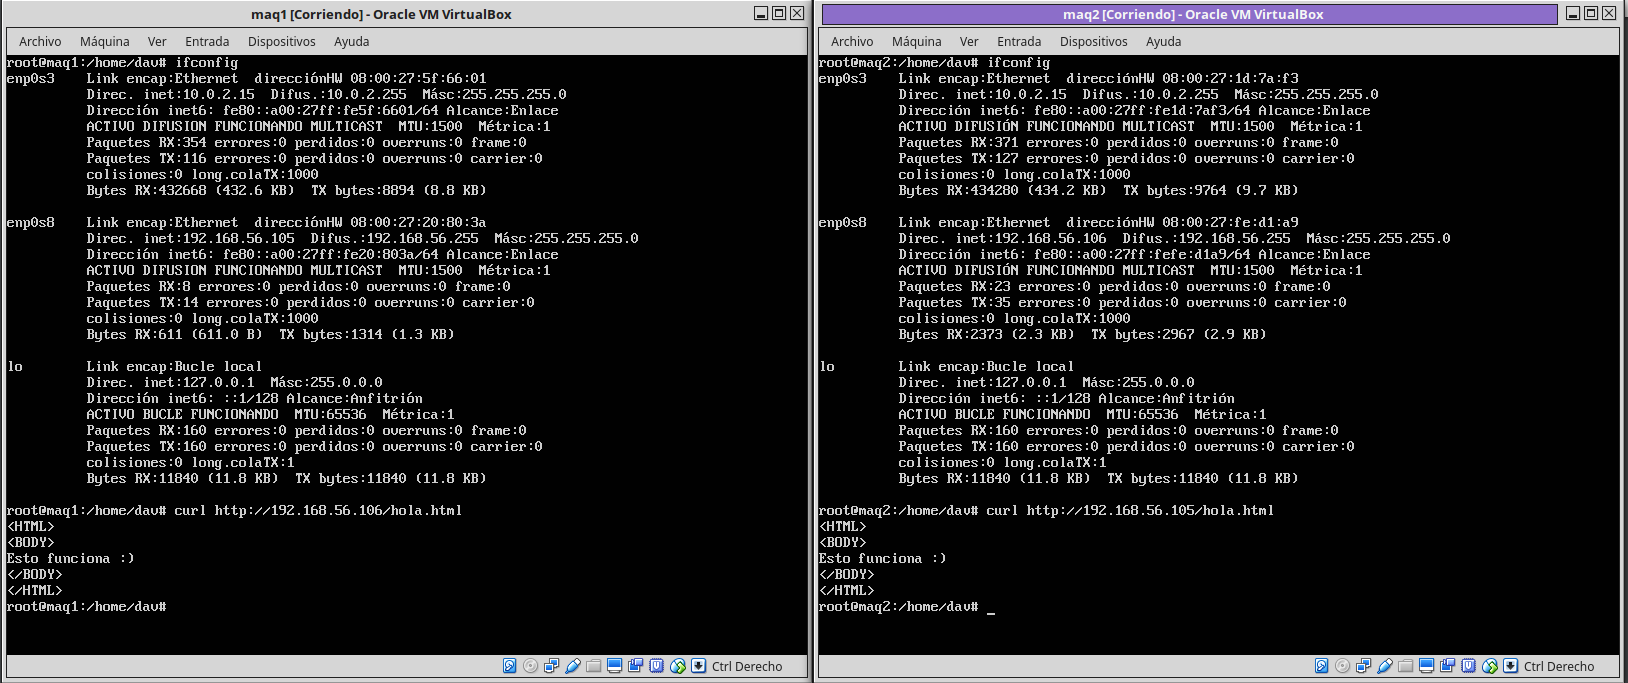 maq1 [Corriendo] - Oracle VM VirtualBox
Archivo Máquina Ver Entrada Dispositivos Ayuda
root@maq1:/home/dav# ifconfig
enp0s3 Link encap:Ethernet direcciónHW 08:00:27:5f:66:01
Direc. inet:10.0.2.15 Difus.:10.0.2.255 Másc:255.255.255.0
Dirección inet6: fe80::a00:27ff:fe5f:6601/64 Alcance:Enlace
ACTIVO DIFUSIÓN FUNCIONANDO MULTICAST MTU:1500 Métrica:1
Paquetes RX:354 errores:0 perdidos:0 overruns:0 frame:0
Paquetes TX:116 errores:0 perdidos:0 overruns:0 carrier:0
colisiones:0 long.colaTX:1000
Bytes RX:432668 (432.6 KB) TX bytes:8894 (8.8 KB)
enp0s8 Link encap:Ethernet direcciónHW 08:00:27:20:80:3a
Direc. inet:192.168.56.105 Difus.:192.168.56.255 Másc:255.255.255.0
Dirección inet6: fe80::a00:27ff:fe20:803a/64 Alcance:Enlace
ACTIVO DIFUSIÓN FUNCIONANDO MULTICAST MTU:1500 Métrica:1
Paquetes RX:8 errores:0 perdidos:0 overruns:0 frame:0
Paquetes TX:14 errores:0 perdidos:0 overruns:0 carrier:0
colisiones:0 long.colaTX:1000
Bytes RX:611 (611.0 B) TX bytes:1314 (1.3 KB)
lo Link encap:Bucle local
Direc. inet:127.0.0.1 Másc:255.0.0.0
Dirección inet6: ::1/128 Alcance:Anfitrión
ACTIVO BUCLE FUNCIONANDO MTU:65536 Métrica:1
Paquetes RX:160 errores:0 perdidos:0 overruns:0 frame:0
Paquetes TX:160 errores:0 perdidos:0 overruns:0 carrier:0
colisiones:0 long.colaTX:1
Bytes RX:11840 (11.8 KB) TX bytes:11840 (11.8 KB)
root@maq1:/home/dav# curl http://192.168.56.106/hola.html
<HTML>
<BODY>
Esto funciona :)
</BODY>
</HTML>
root@maq1:/home/dav#
Ctrl Derecho
maq2 [Corriendo] - Oracle VM VirtualBox
Archivo Máquina Ver Entrada Dispositivos Ayuda
root@maq2:/home/dav# ifconfig
enp0s3 Link encap:Ethernet direcciónHW 08:00:27:1d:7a:f3
Direc. inet:10.0.2.15 Difus.:10.0.2.255 Másc:255.255.255.0
Dirección inet6: fe80::a00:27ff:fe1d:7af3/64 Alcance:Enlace
ACTIVO DIFUSIÓN FUNCIONANDO MULTICAST MTU:1500 Métrica:1
Paquetes RX:371 errores:0 perdidos:0 overruns:0 frame:0
Paquetes TX:127 errores:0 perdidos:0 overruns:0 carrier:0
colisiones:0 long.colaTX:1000
Bytes RX:434280 (434.2 KB) TX bytes:9764 (9.7 KB)
enp0s8 Link encap:Ethernet direcciónHW 08:00:27:fe:d1:a9
Direc. inet:192.168.56.106 Difus.:192.168.56.255 Másc:255.255.255.0
Dirección inet6: fe80::a00:27ff:fefe:d1a9/64 Alcance:Enlace
ACTIVO DIFUSIÓN FUNCIONANDO MULTICAST MTU:1500 Métrica:1
Paquetes RX:23 errores:0 perdidos:0 overruns:0 frame:0
Paquetes TX:35 errores:0 perdidos:0 overruns:0 carrier:0
colisiones:0 long.colaTX:1000
Bytes RX:2373 (2.3 KB) TX bytes:2967 (2.9 KB)
lo Link encap:Bucle local
Direc. inet:127.0.0.1 Másc:255.0.0.0
Dirección inet6: ::1/128 Alcance:Anfitrión
ACTIVO BUCLE FUNCIONANDO MTU:65536 Métrica:1
Paquetes RX:160 errores:0 perdidos:0 overruns:0 frame:0
Paquetes TX:160 errores:0 perdidos:0 overruns:0 carrier:0
colisiones:0 long.colaTX:1
Bytes RX:11840 (11.8 KB) TX bytes:11840 (11.8 KB)
root@maq2:/home/dav# curl http://192.168.56.105/hola.html
<HTML>
<BODY>
Esto funciona :)
</BODY>
</HTML>
root@maq2:/home/dav# _
Ctrl Derecho